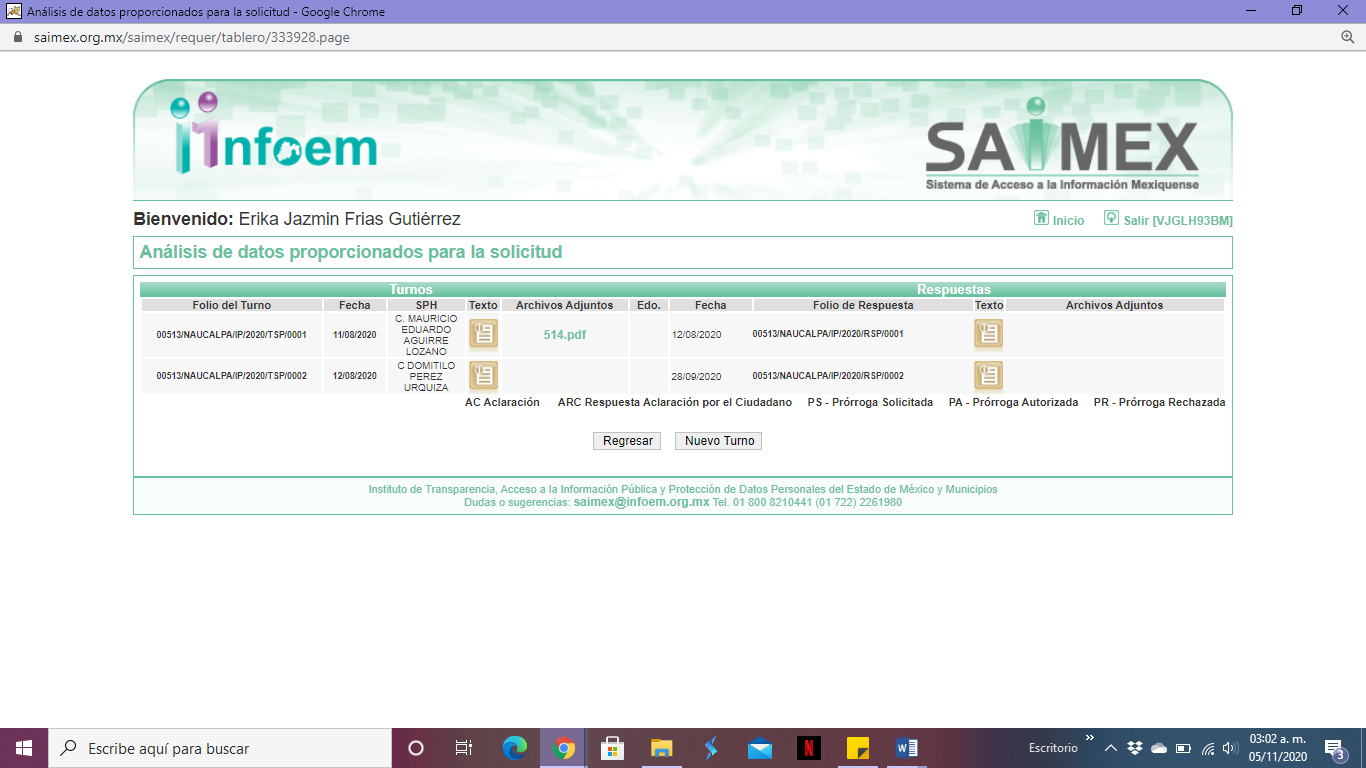 Análisis de datos proporcionados para la solicitud - Google Chrome
saimex.org.mx/saimex/requer/tablero/333928.page
infoem
SAIMEX
Sistema de Acceso a la Información Mexiquense
Bienvenido: Erika Jazmin Frias Gutiérrez
Inicio
Salir [VJGLH93BM]
Análisis de datos proporcionados para la solicitud
Turnos
Respuestas
Folio del Turno Fecha SPH Texto Archivos Adjuntos Edo. Fecha Folio de Respuesta Texto Archivos Adjuntos
00513/NAUCALPA/IP/2020/TSP/0001 11/08/2020 C. MAURICIO EDUARDO AGUIRRE LOZANO 514.pdf 12/08/2020 00513/NAUCALPA/IP/2020/RSP/0001
00513/NAUCALPA/IP/2020/TSP/0002 12/08/2020 C DOMITILO PEREZ URQUIZA 28/09/2020 00513/NAUCALPA/IP/2020/RSP/0002
AC Aclaración ARC Respuesta Aclaración por el Ciudadano PS - Prórroga Solicitada PA - Prórroga Autorizada PR - Prórroga Rechazada
Regresar Nuevo Turno
Instituto de Transparencia, Acceso a la Información Pública y Protección de Datos Personales del Estado de México y Municipios
Dudas o sugerencias: saimex@infoem.org.mx Tel. 01 800 8210441 (01 722) 2261980
Escribe aquí para buscar
Escritorio
03:02 a. m.
05/11/2020
3